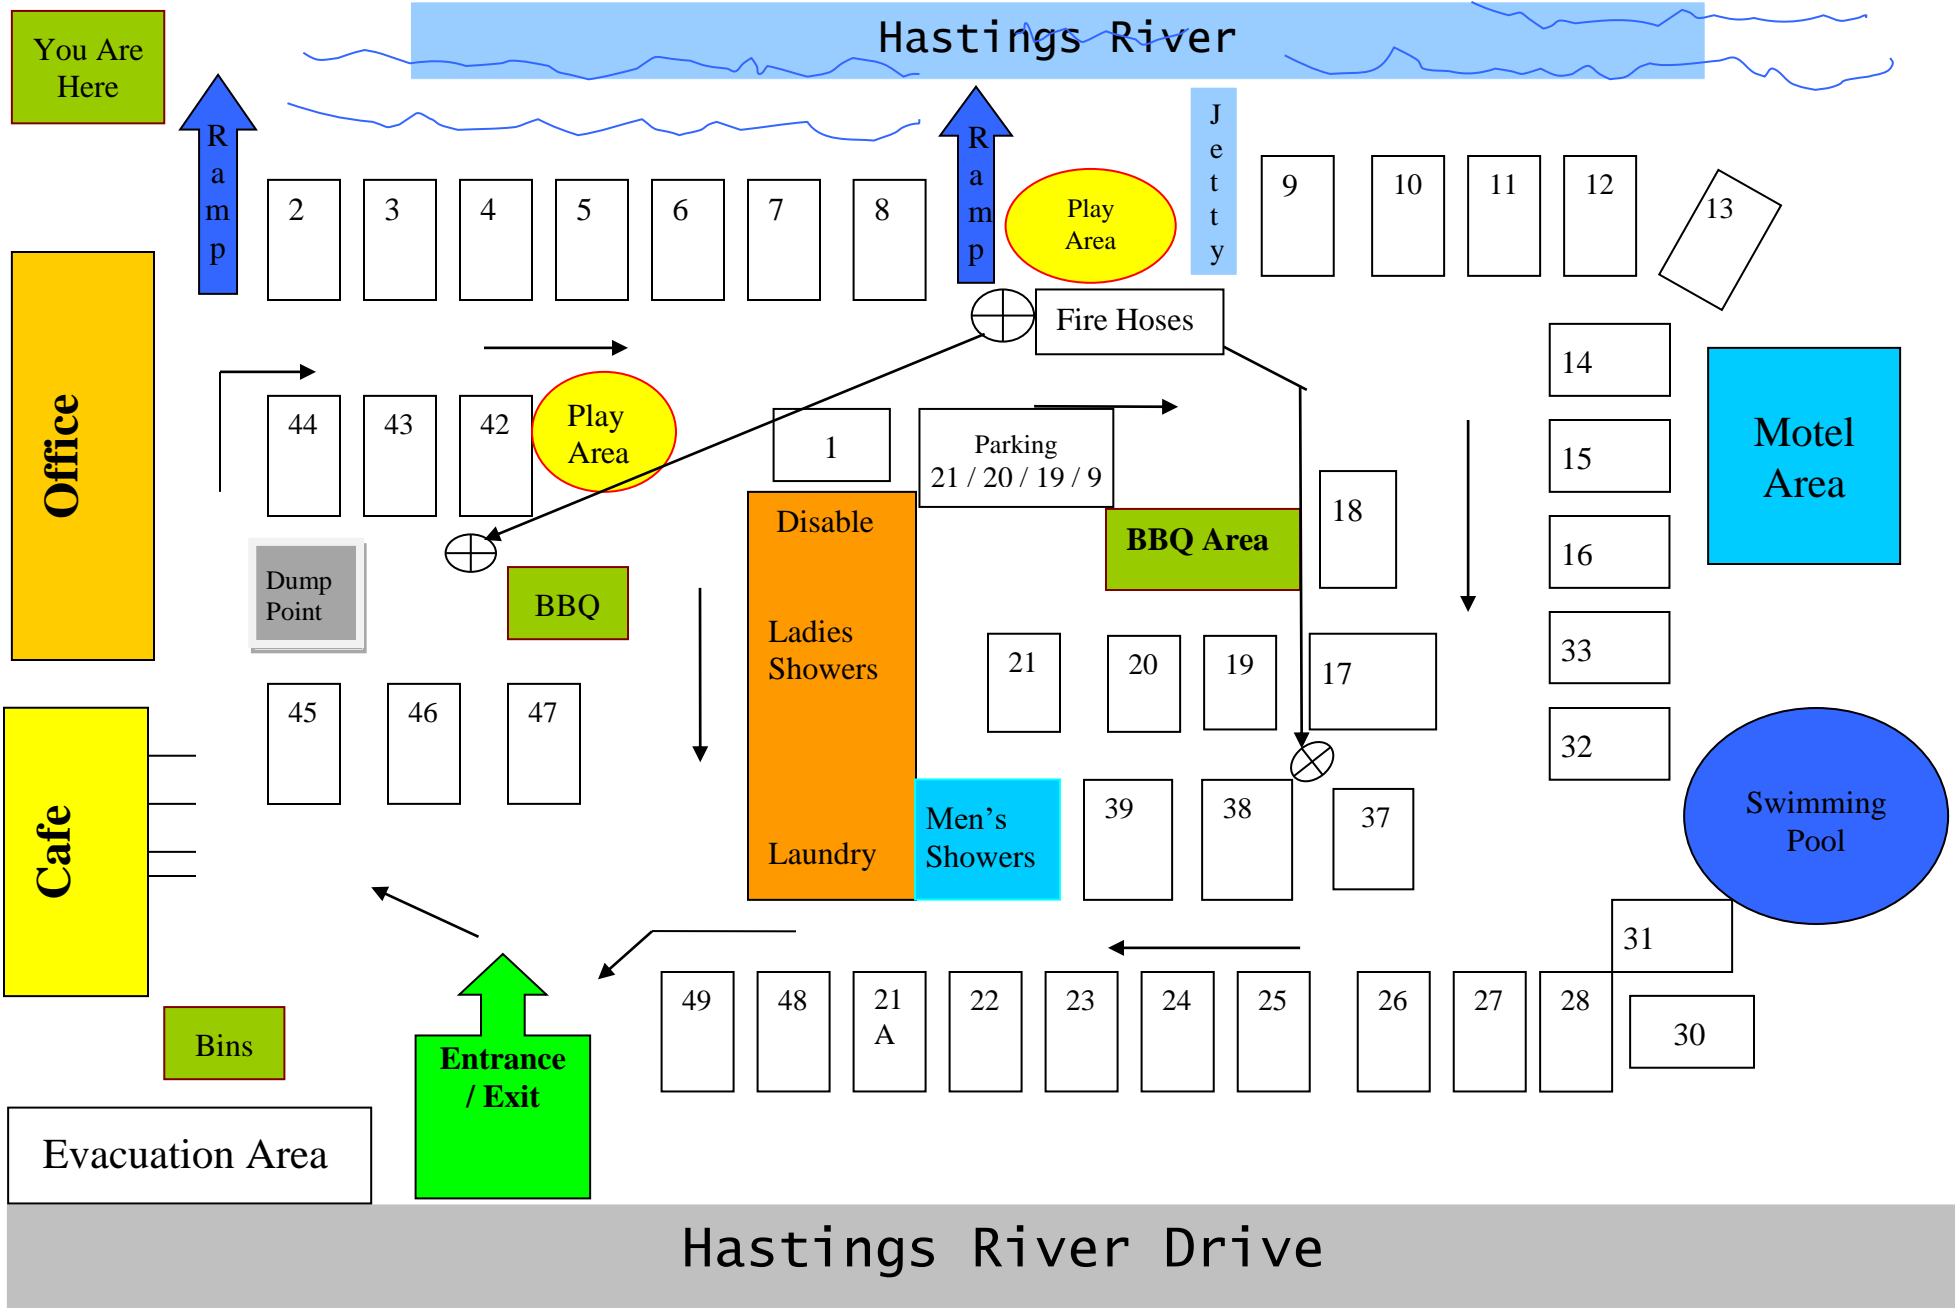 You Are
Here
Hastings River
R
a
m
p
2
3
4
5
6
7
8
R
a
m
p
Play
Area
J
e
t
t
y
9
10
11
12
13
Fire Hoses
Office
44
43
42
Play
Area
1
Parking
21 / 20 / 19 / 9
14
15
16
33
32
Motel
Area
18
BBQ Area
Disable
Ladies
Showers
Laundry
Men's
Showers
Dump
Point
BBQ
21
20
19
17
45
46
47
39
38
37
Swimming
Pool
Cafe
31
30
49
48
21
A
22
23
24
25
26
27
28
Bins
Entrance
/ Exit
Evacuation Area
Hastings River Drive